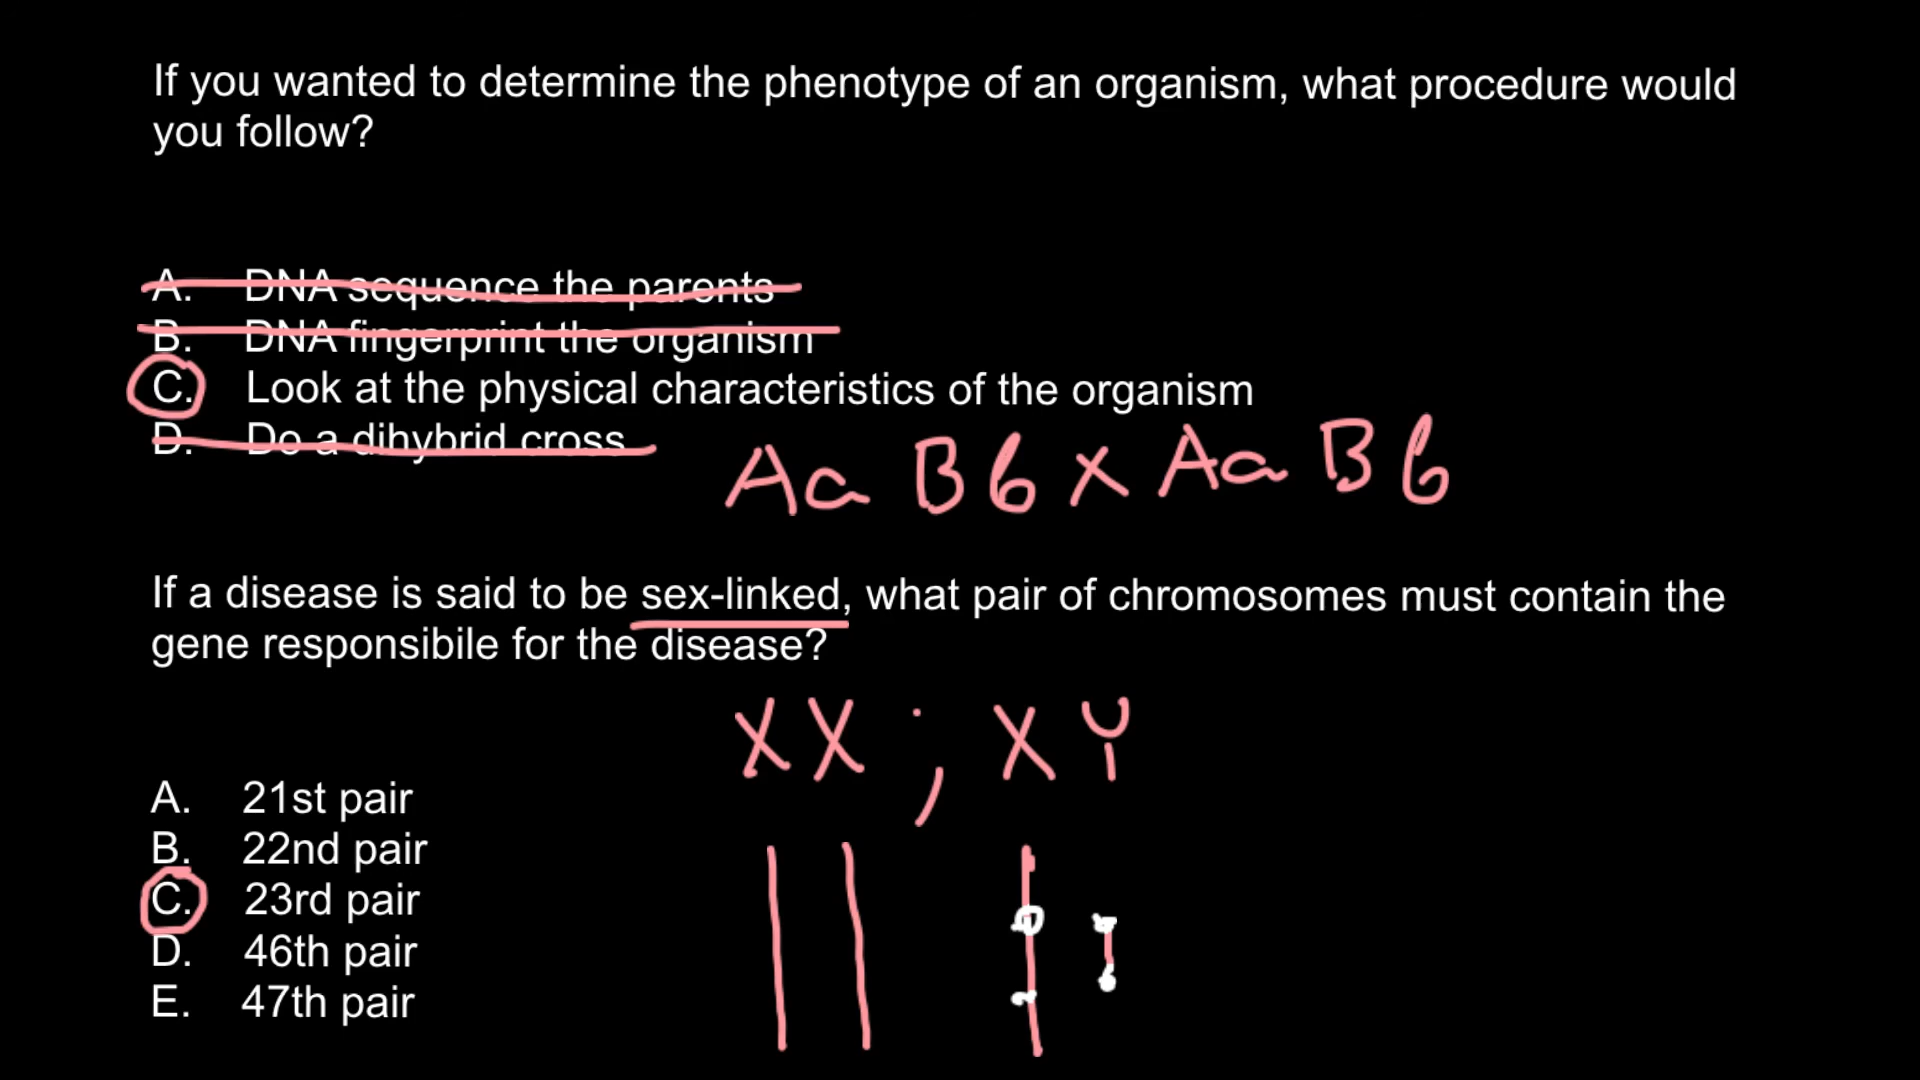 If you wanted to determine the phenotype of an organism, what procedure would
you follow?
A. DNA sequence the parents
B. DNA fingerprint the organism
C. Look at the physical characteristics of the organism
D. Do a dihybrid cross
Aa Bb x Aa Bb
If a disease is said to be sex-linked, what pair of chromosomes must contain the
gene responsibile for the disease?
XX ; XY
A. 21st pair
B. 22nd pair
C. 23rd pair
D. 46th pair
E. 47th pair